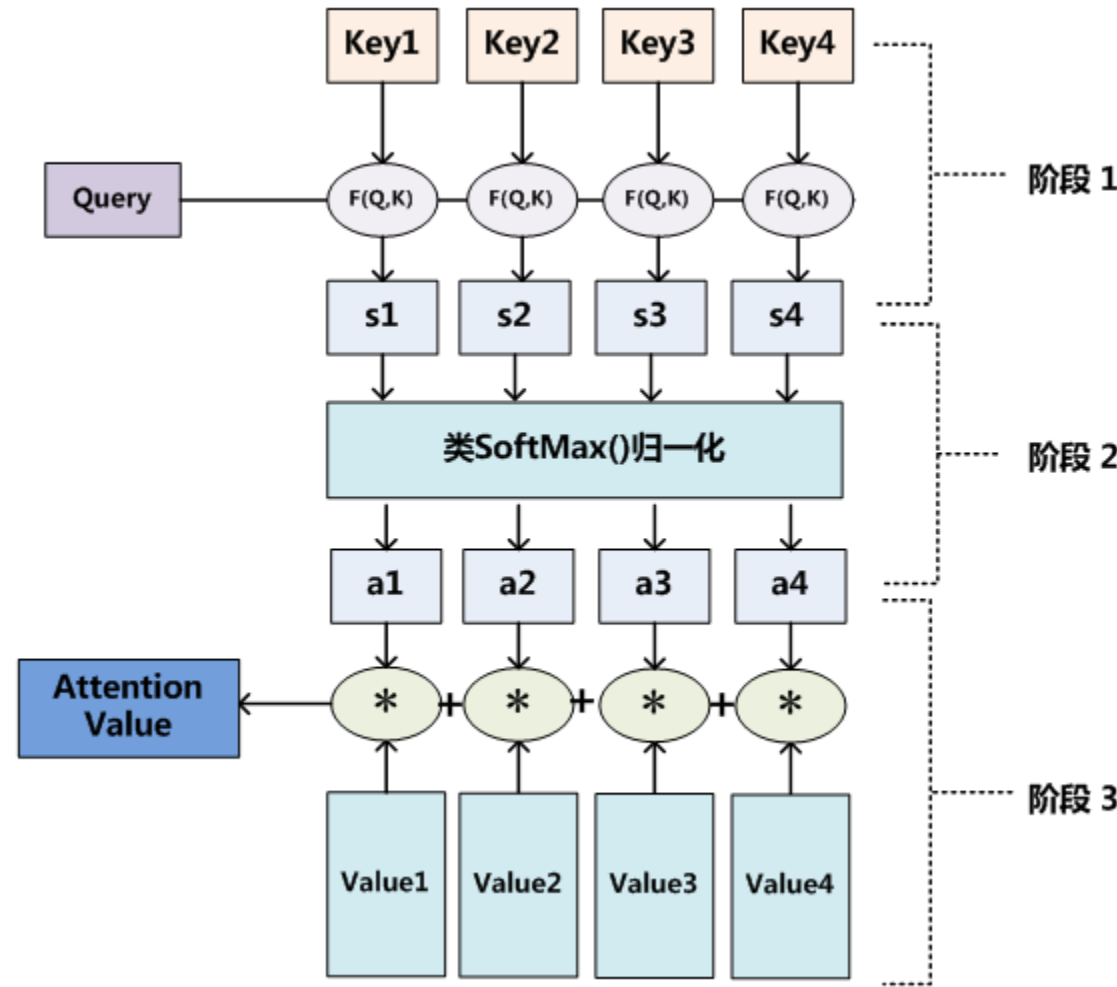 Key1 Key2 Key3 Key4
阶段 1
Query F(Q,K) F(Q,K) F(Q,K) F(Q,K)
s1 s2 s3 s4
类SoftMax()归一化
阶段 2
a1 a2 a3 a4
Attention
Value
* + * + * + *
阶段 3
Value1 Value2 Value3 Value4